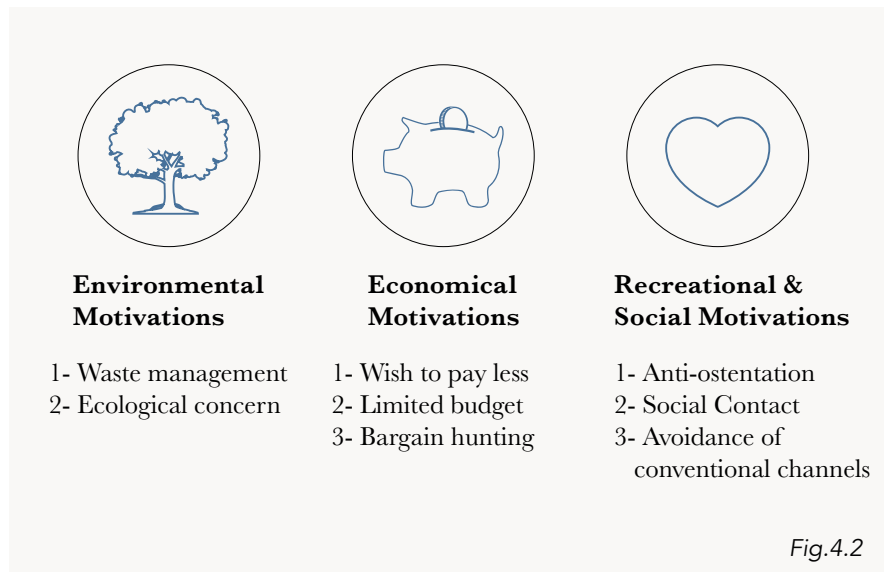 Environmental
Motivations
1- Waste management
2- Ecological concern
Economical
Motivations
1- Wish to pay less
2- Limited budget
3- Bargain hunting
Recreational &
Social Motivations
1- Anti-ostentation
2- Social Contact
3- Avoidance of
conventional channels
Fig.4.2